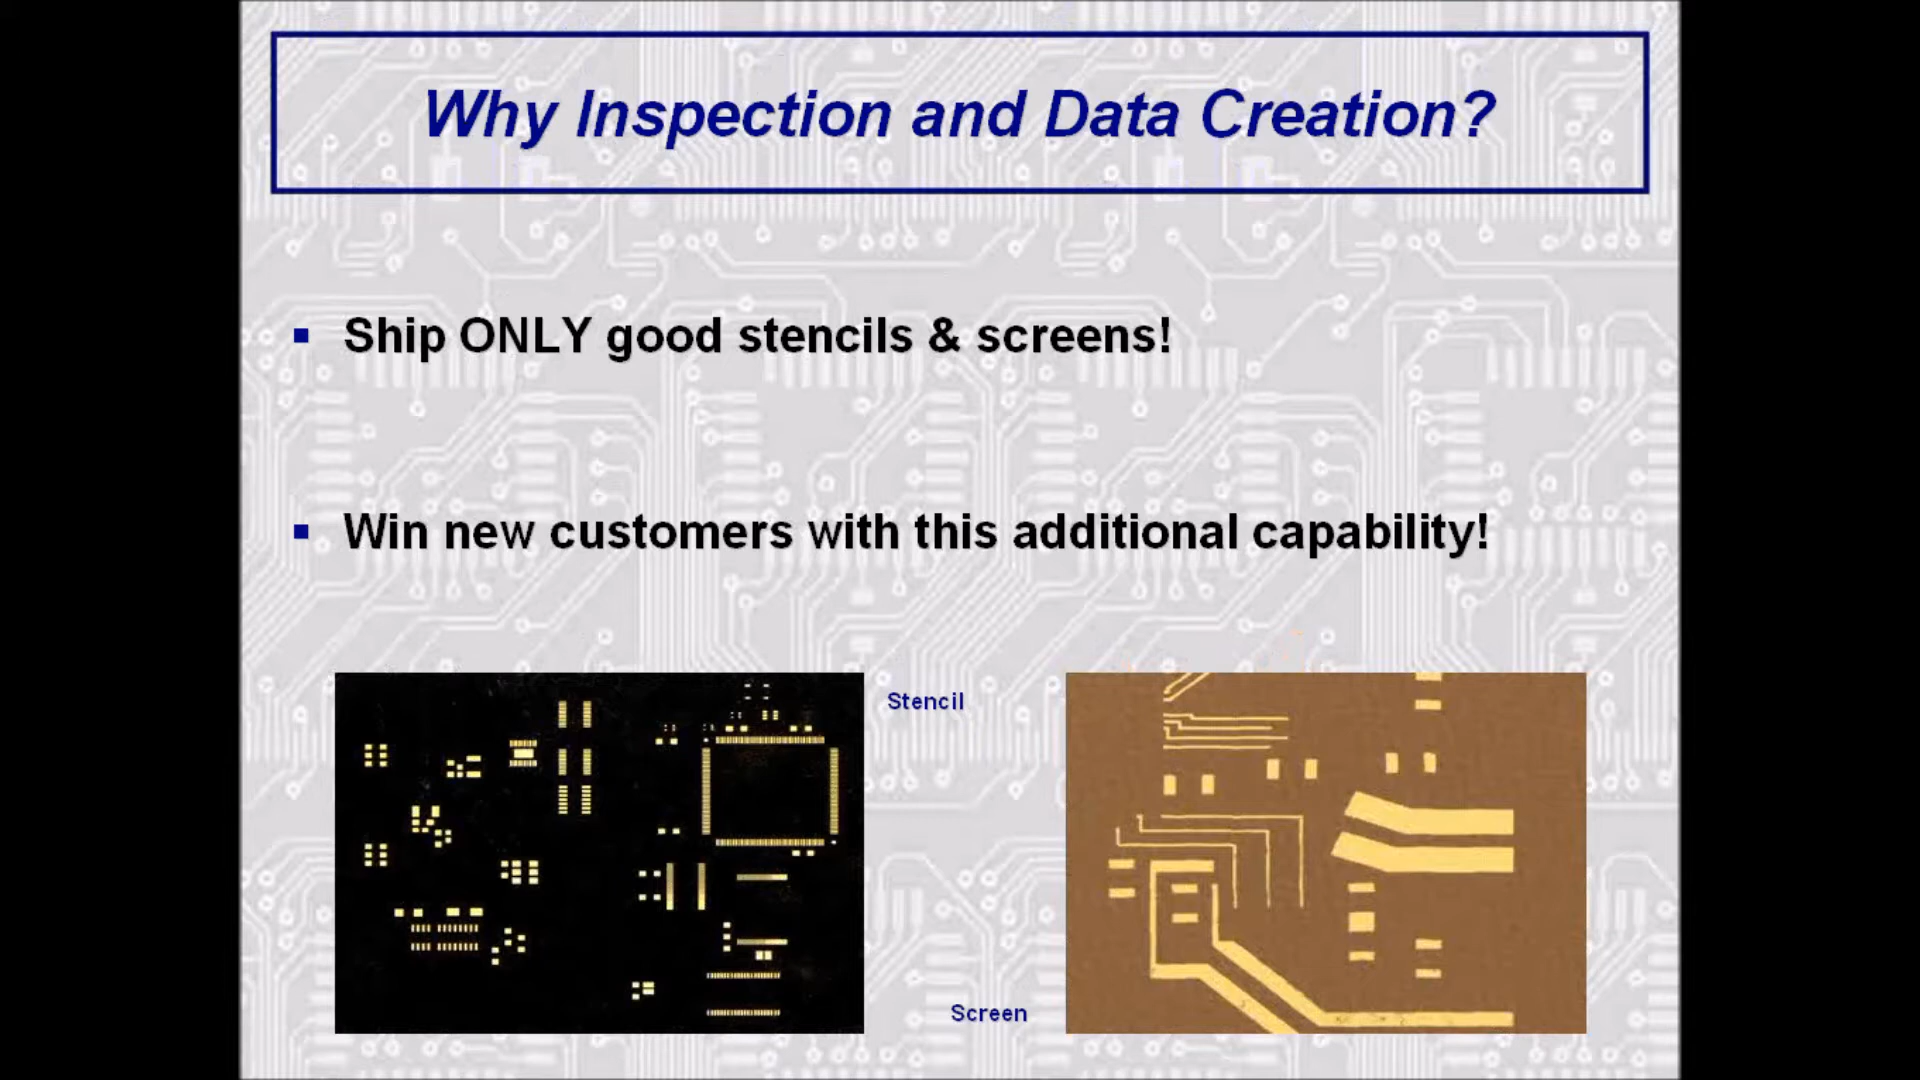 Why Inspection and Data Creation?
Ship ONLY good stencils & screens!
Win new customers with this additional capability!
Stencil
Screen